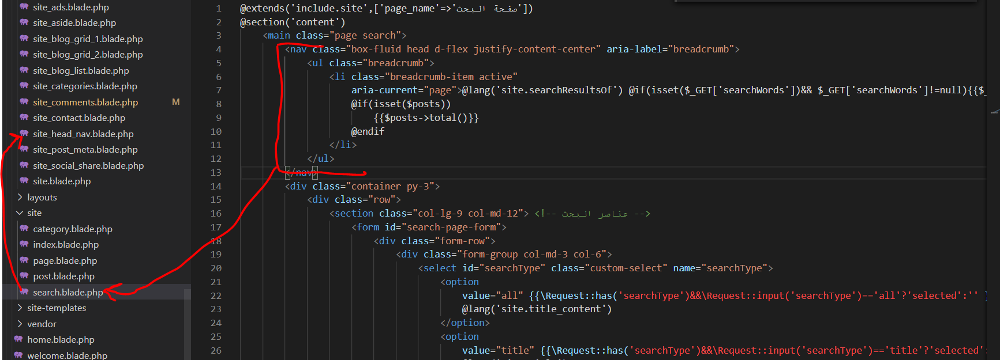 site_ads.blade.php
site_aside.blade.php
site_blog_grid_1.blade.php
site_blog_grid_2.blade.php
site_blog_list.blade.php
site_categories.blade.php
site_comments.blade.php M
site_contact.blade.php
site_head_nav.blade.php
site_post_meta.blade.php
site_social_share.blade.php
site.blade.php
layouts
site
category.blade.php
index.blade.php
page.blade.php
post.blade.php
search.blade.php
site-templates
vendor
home.blade.php
welcome.blade.php
1 @extends('include.site',['page_name'=>'صفحة البحث'])
2 @section('content')
3 <main class="page search">
4 <nav class="box-fluid head d-flex justify-content-center" aria-label="breadcrumb">
5 <ul class="breadcrumb">
6 <li class="breadcrumb-item active"
7 aria-current="page">@lang('site.searchResultsOf') @if(isset($_GET['searchWords'])&& $_GET['searchWords']!=null){{$_
8 @if(isset($posts))
9 {{$posts->total()}}
10 @endif
11 </li>
12 </ul>
13 </nav>
14 <div class="container py-3">
15 <div class="row">
16 <section class="col-lg-9 col-md-12"> <!-- عناصر البحث -->
17 <form id="search-page-form">
18 <div class="form-row">
19 <div class="form-group col-md-3 col-6">
20 <select id="searchType" class="custom-select" name="searchType">
21 <option
22 value="all" {{\Request::has('searchType')&&\Request::input('searchType')=='all'?'selected':''
23 @lang('site.title_content')
24 </option>
25 <option
26 value="title" {{\Request::has('searchType')&&\Request::input('searchType')=='title'?'selected':